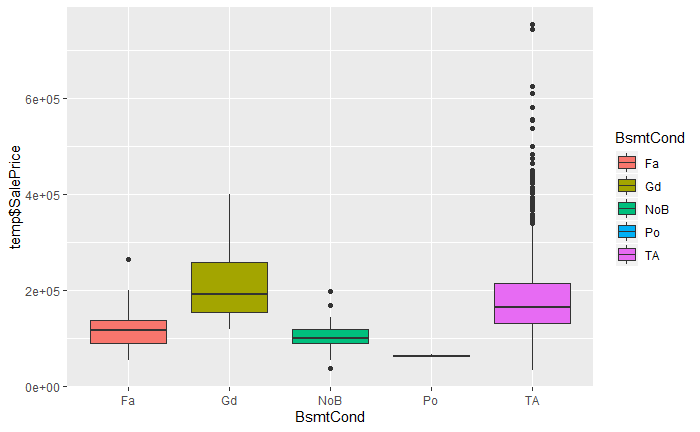 temp$SalePrice
6e+05
4e+05
2e+05
0e+00
Fa Gd NoB Po TA
BsmtCond
BsmtCond
Fa
Gd
NoB
Po
TA